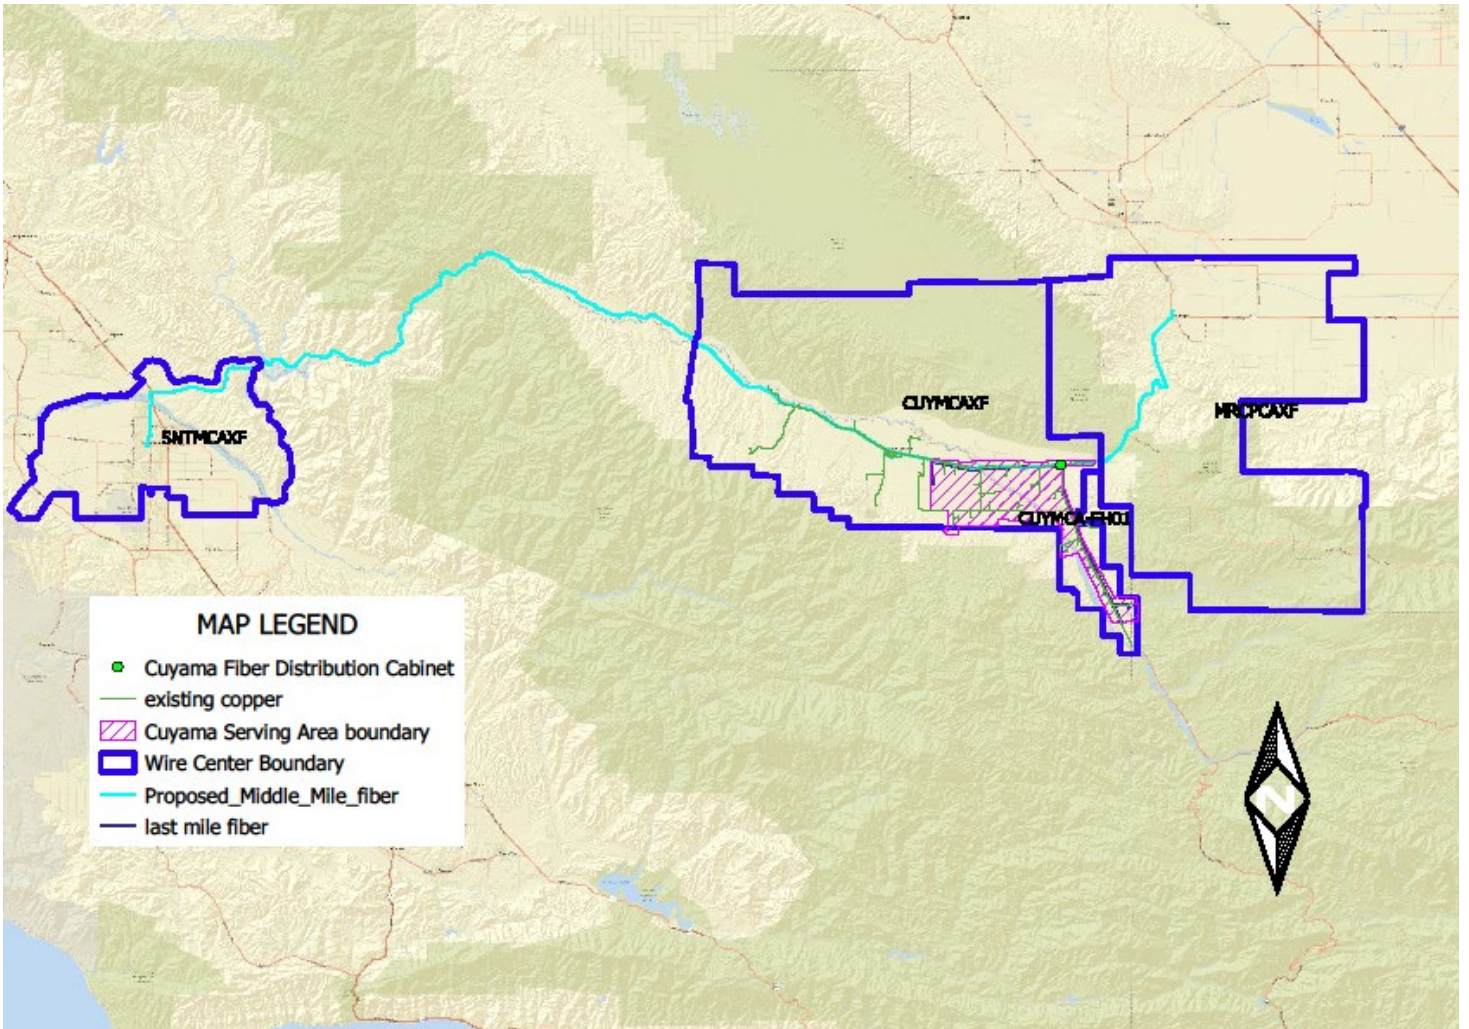 CUYMCAXF
MRCPCAXF
SNTMCAXF
CUYMCA-FH01
MAP LEGEND
Cuyama Fiber Distribution Cabinet
existing copper
Cuyama Serving Area boundary
Wire Center Boundary
Proposed_Middle_Mile_fiber
last mile fiber
N